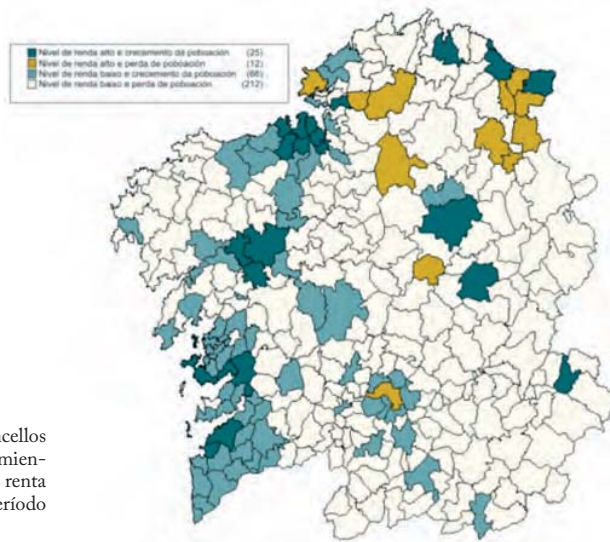 Nivel de renda alto e crecemento da poboación (25)
Nivel de renda alto e perda de poboación (12)
Nivel de renda baixo e crecemento da poboación (66)
Nivel de renda baixo e perda de poboación (212)
ncellos
mien-
renta
eríodo